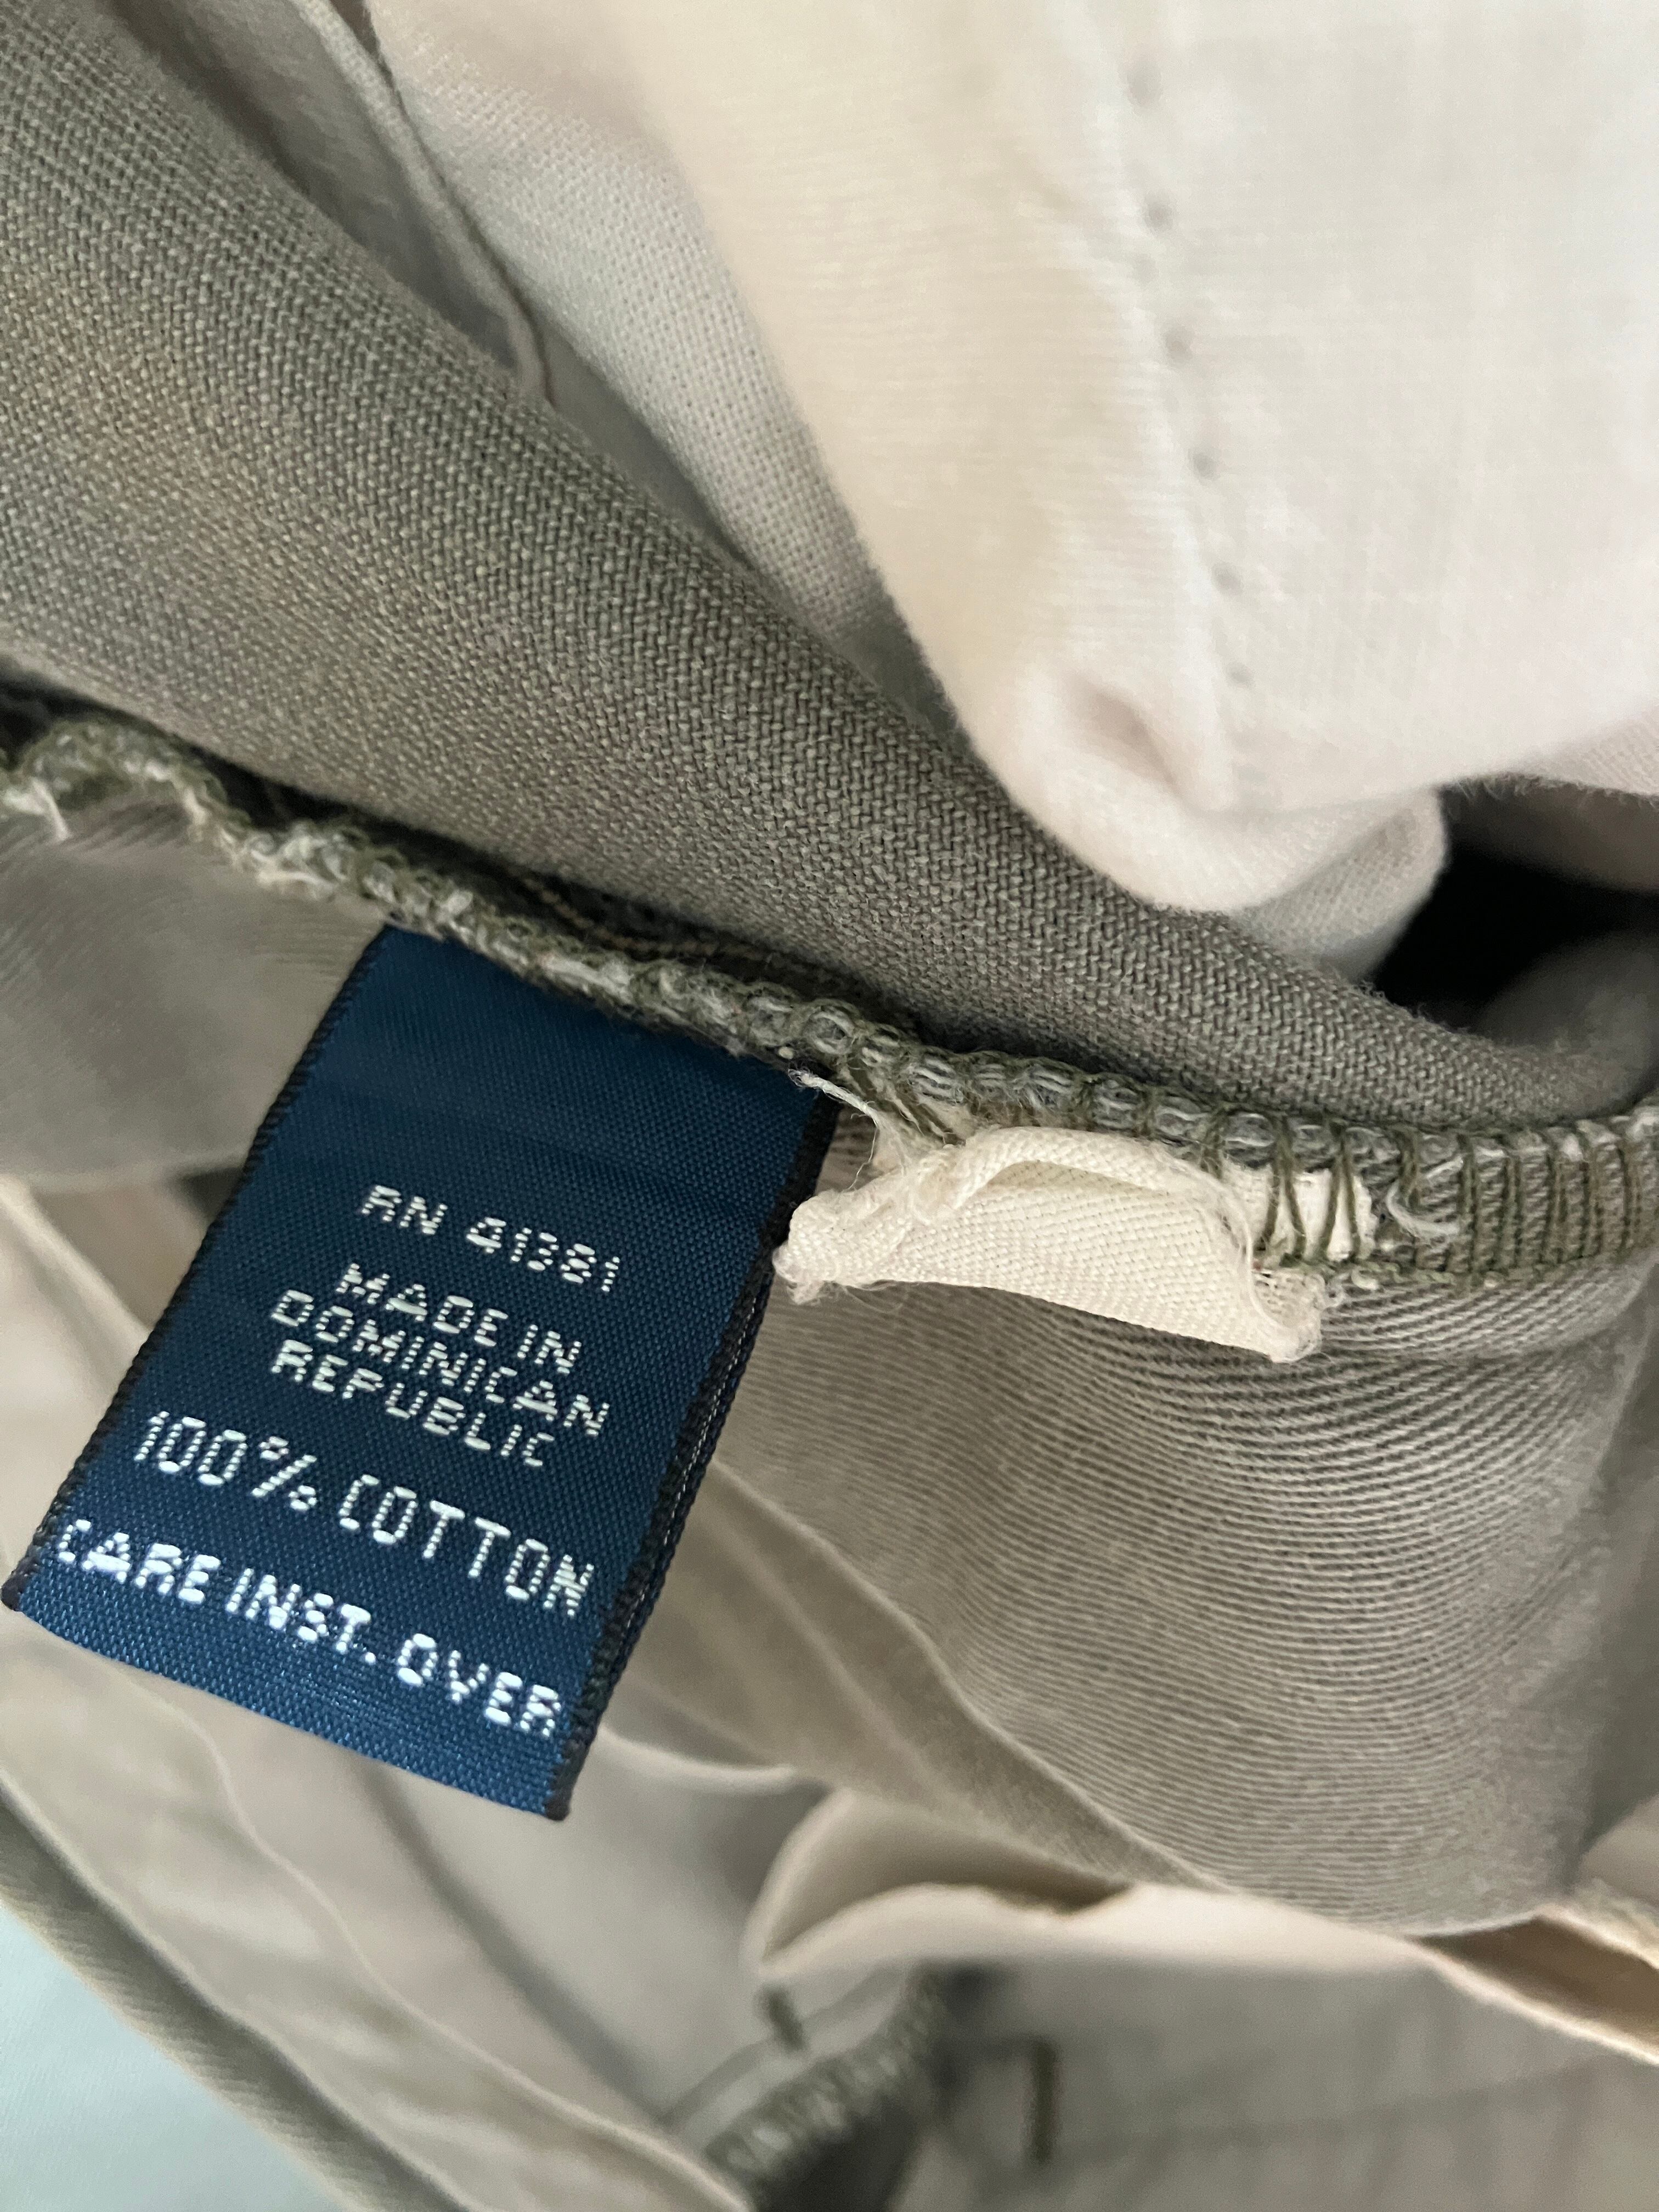 RN 41381
MADE IN
DOMINICAN
REPUBLIC
100% COTTON
CARE INST. OVER